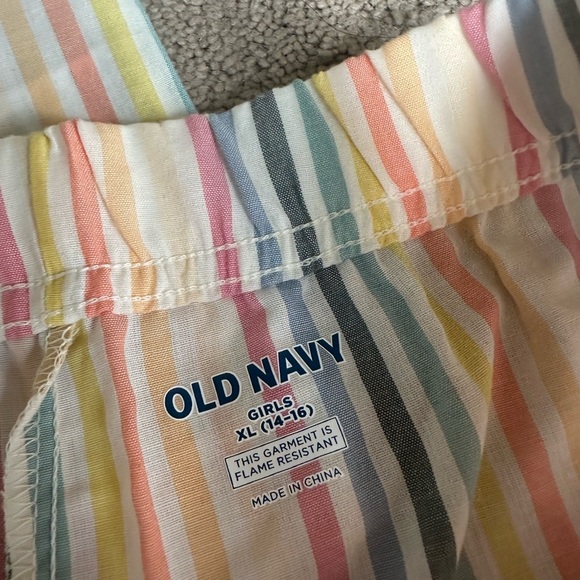 OLD NAVY
GIRLS
XL (14-16)
THIS GARMENT IS
FLAME RESISTANT
MADE IN CHINA